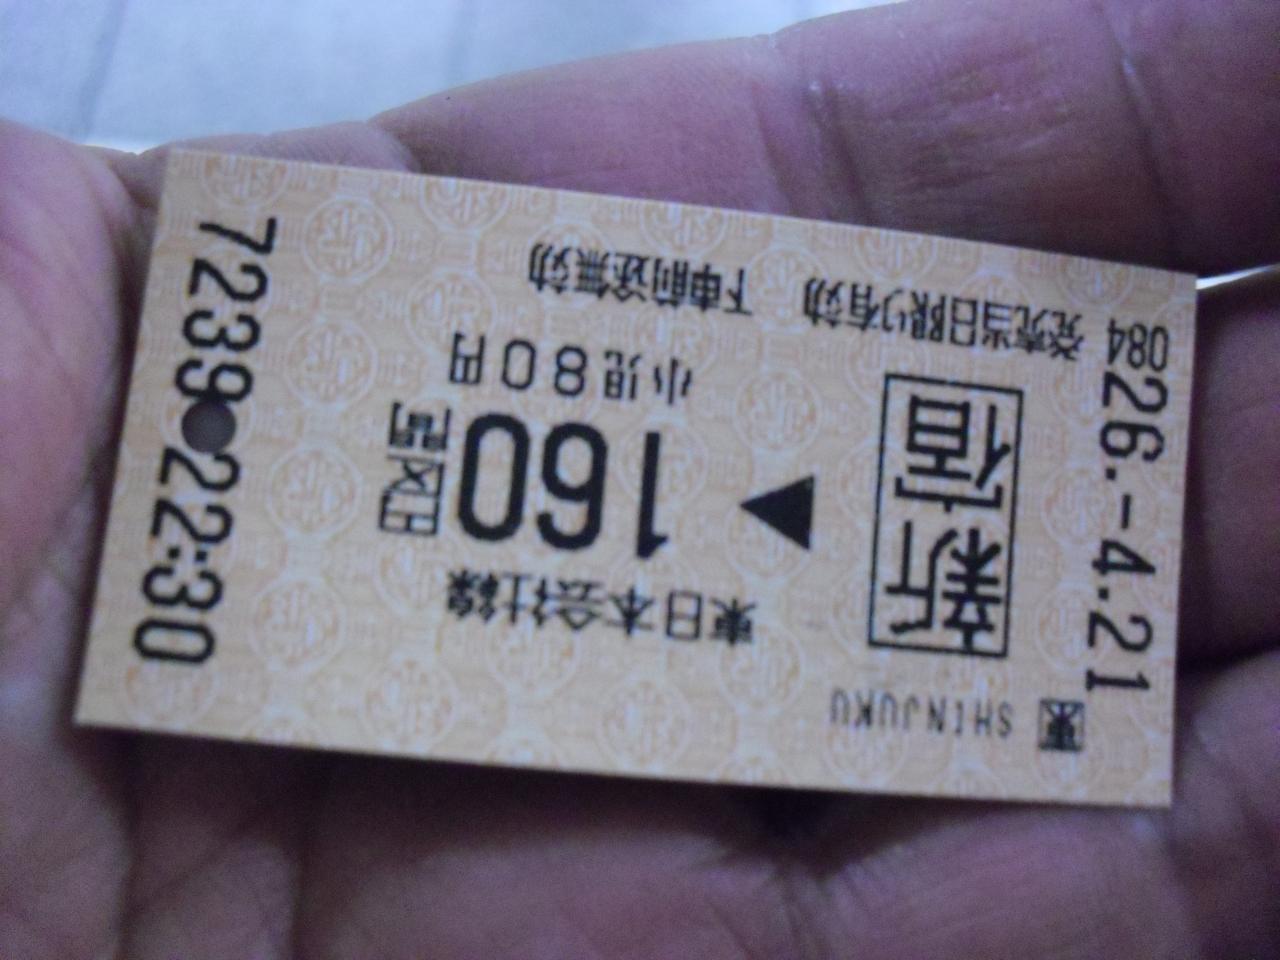 東 SHINJUKU
新宿
▶
東日本会社線
160円区間
小児80円
発売当日限り有効
下車前途無効
26.-4.21
084
7239
22:30